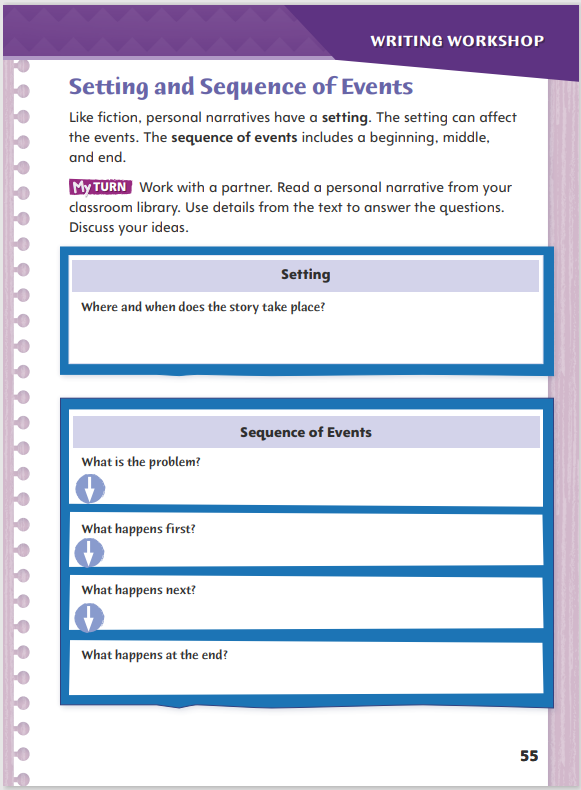 WRITING WORKSHOP
Setting and Sequence of Events
Like fiction, personal narratives have a setting. The setting can affect
the events. The sequence of events includes a beginning, middle,
and end.
My TURN Work with a partner. Read a personal narrative from your
classroom library. Use details from the text to answer the questions.
Discuss your ideas.
Setting
Where and when does the story take place?
Sequence of Events
What is the problem?
What happens first?
What happens next?
What happens at the end?
55